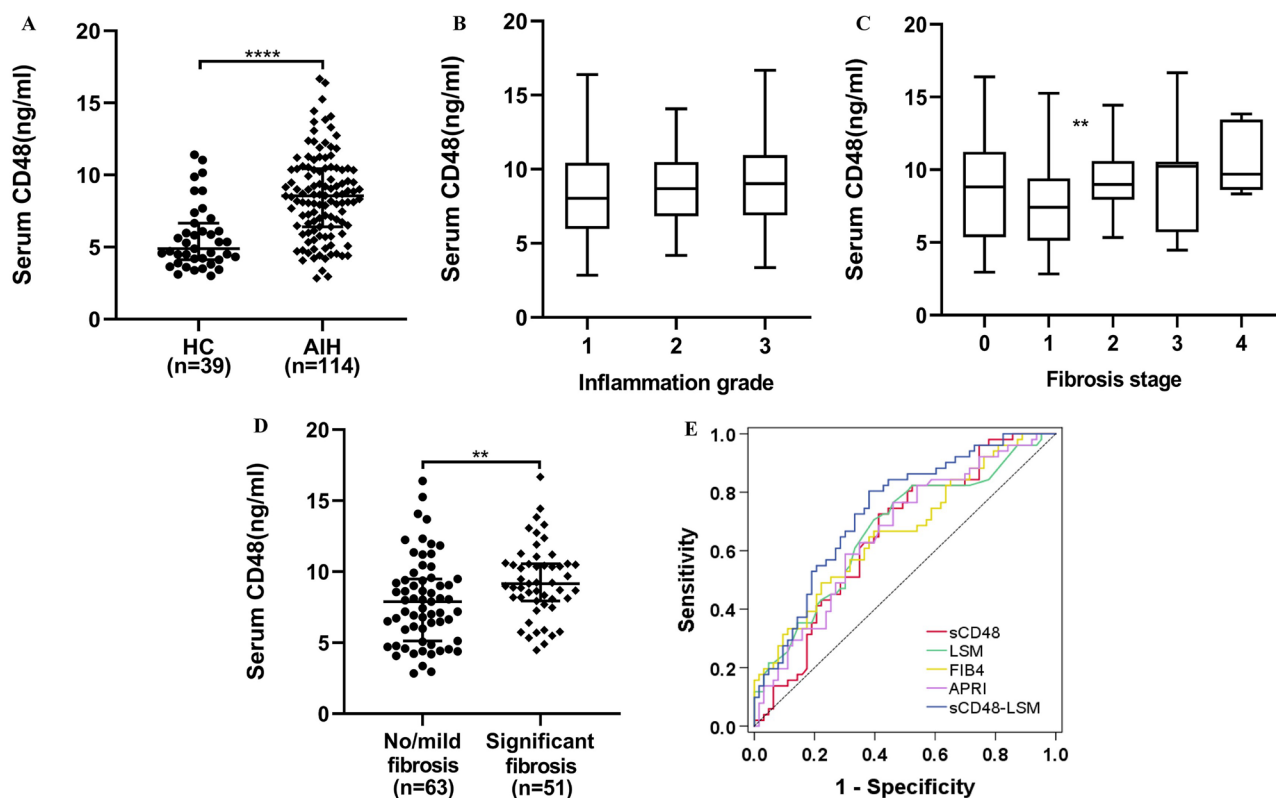 A
Serum CD48(ng/ml)
20
15
10
5
0
****
HC
(n=39)
AIH
(n=114)
B
Serum CD48(ng/ml)
20
15
10
5
0
1
2
3
Inflammation grade
C
Serum CD48(ng/ml)
20
15
10
5
0
**
0
1
2
3
4
Fibrosis stage
D
Serum CD48(ng/ml)
20
15
10
5
0
**
No/mild
fibrosis
(n=63)
Significant
fibrosis
(n=51)
E
Sensitivity
1.0
0.8
0.6
0.4
0.2
0.0
sCD48
LSM
FIB4
APRI
sCD48-LSM
0.0
0.2
0.4
0.6
0.8
1.0
1 - Specificity